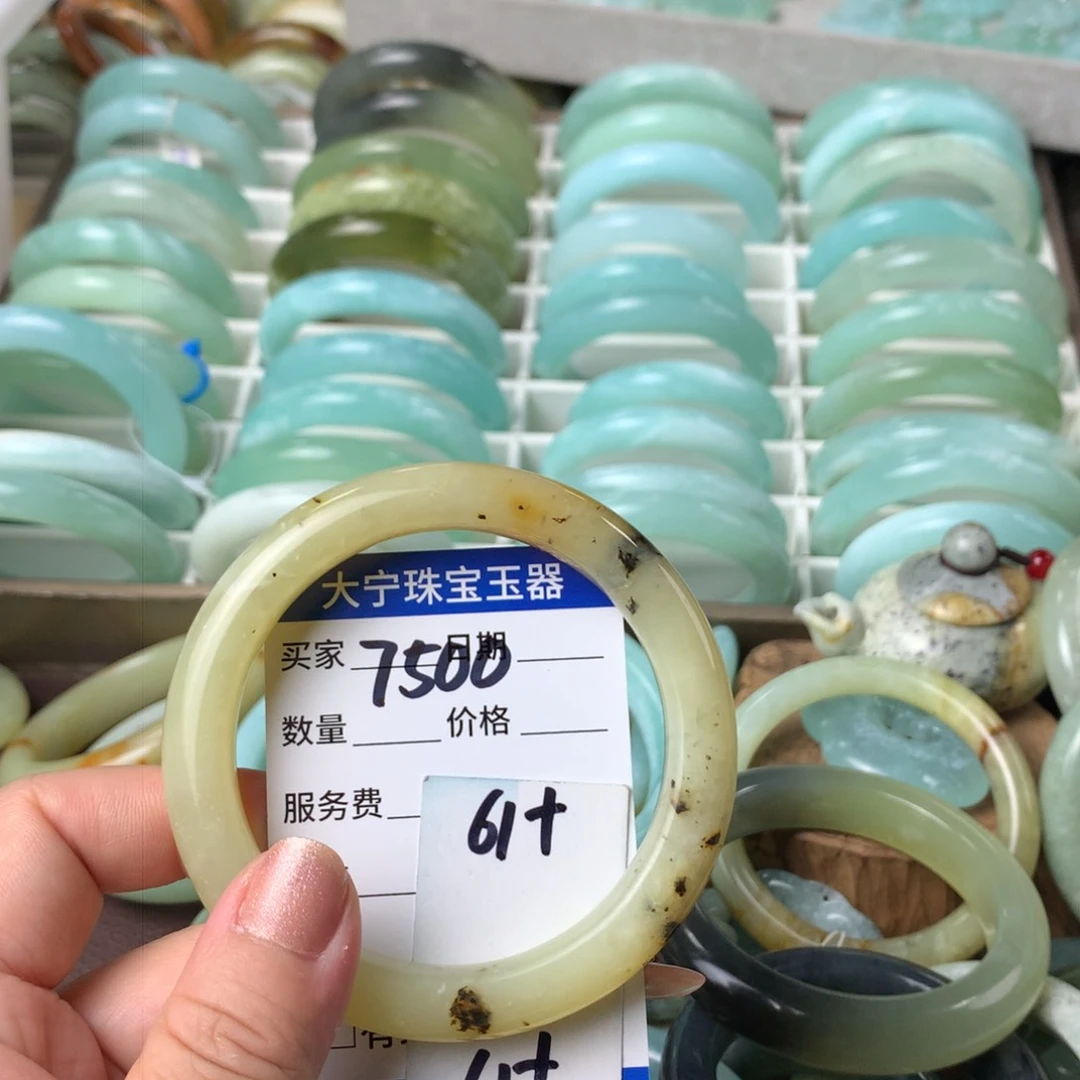 大宁珠宝玉器
买家 7500 日期
数量 价格
服务费
61+
有
61+